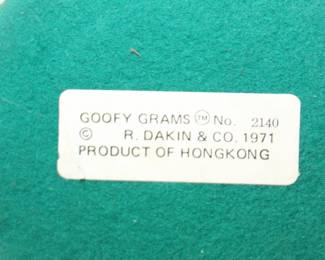 GOOFY GRAMS ™ No. 2140
© R. DAKIN & CO. 1971
PRODUCT OF HONGKONG